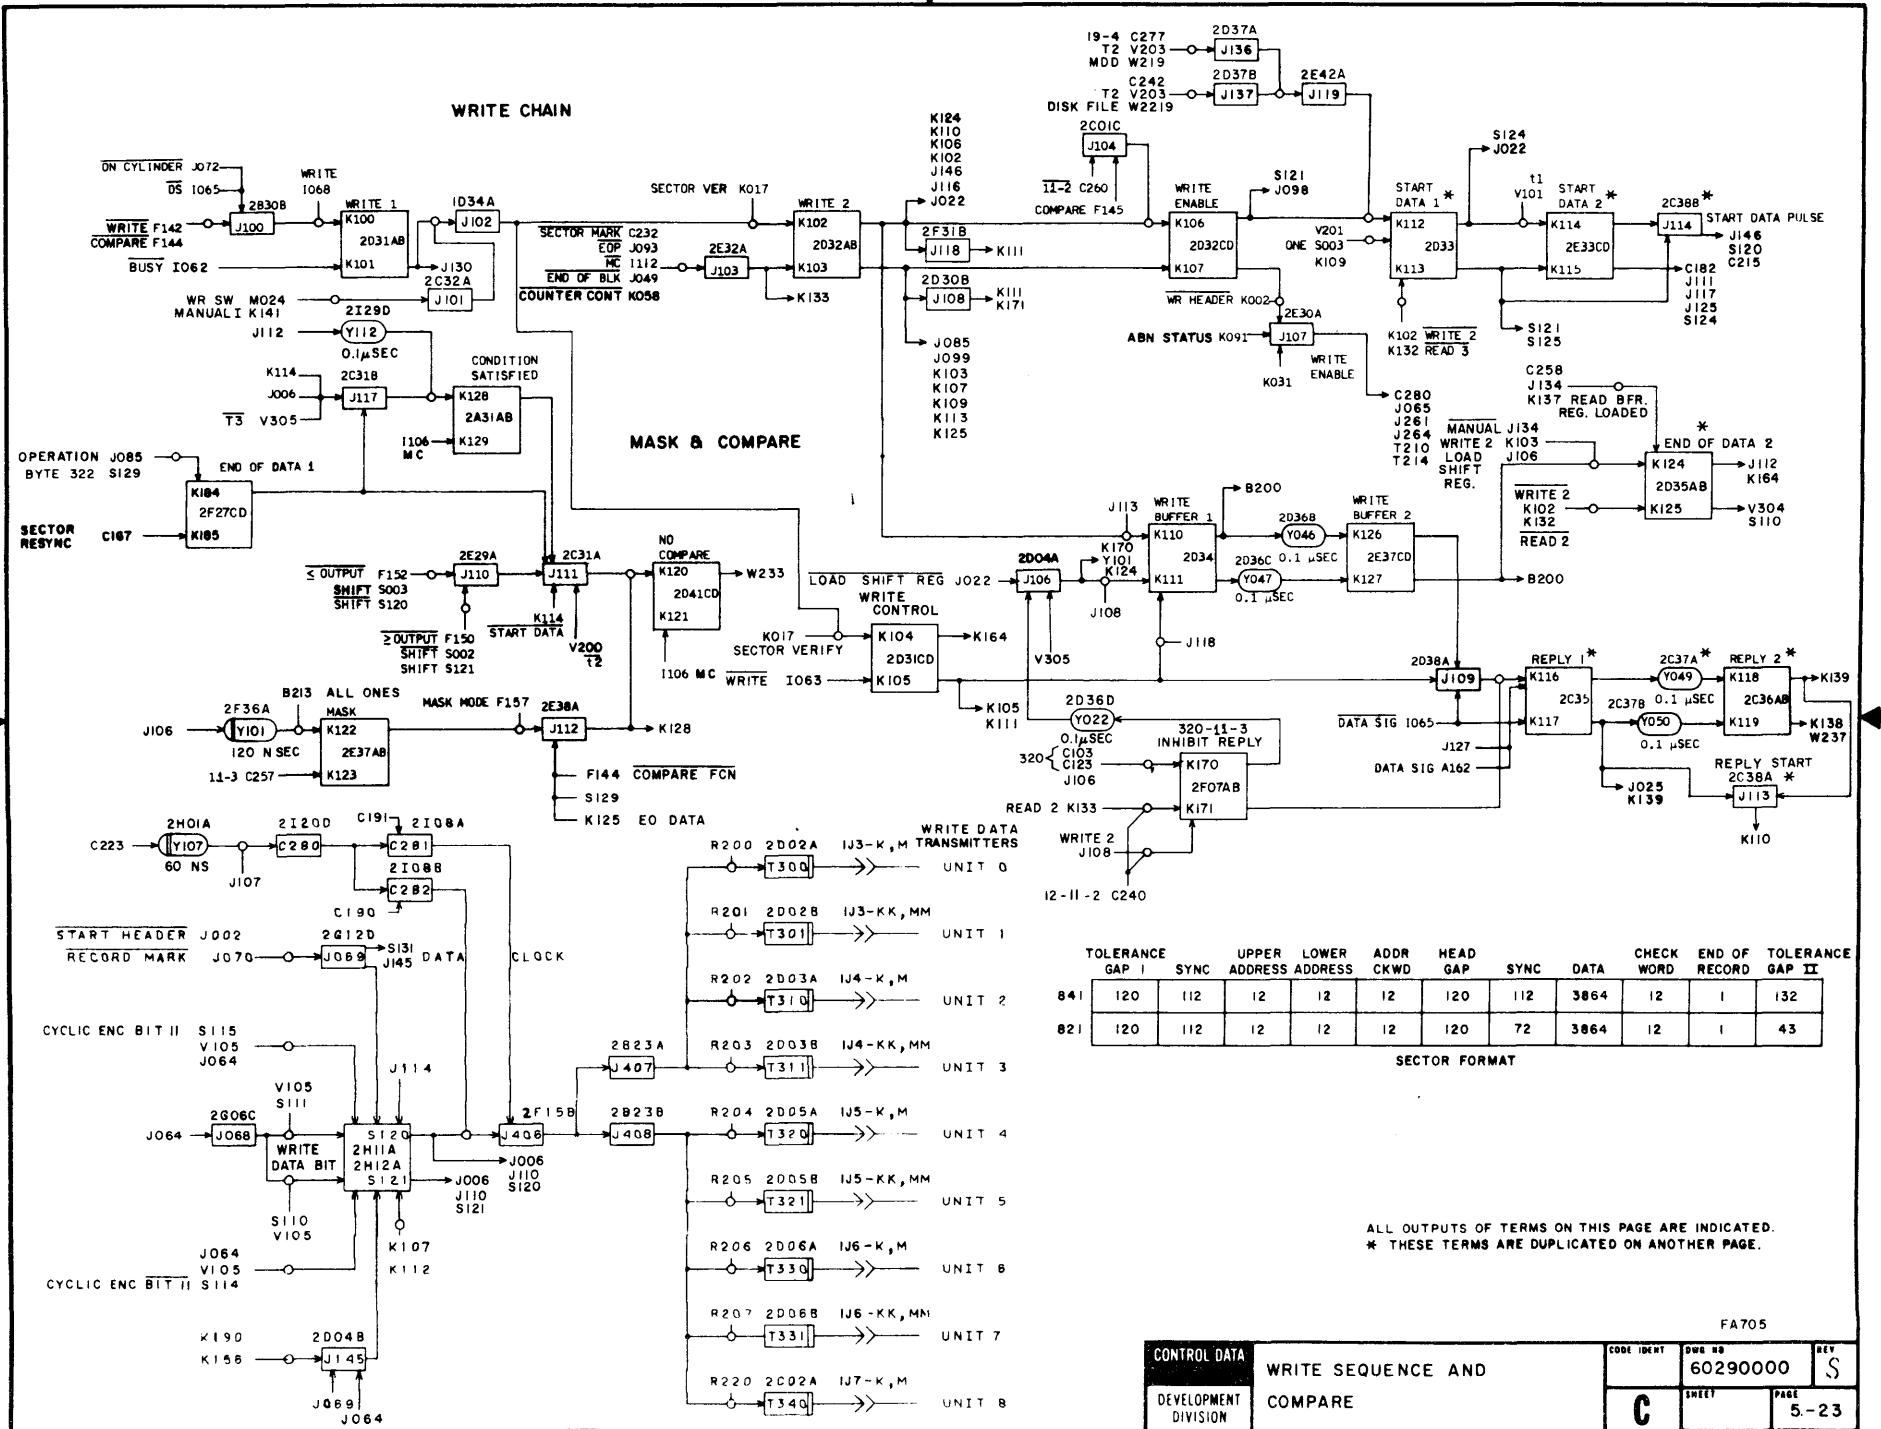 WRITE CHAIN
ON CYLINDER J072
DS I065
WRITE
I068
2B30B
J100
WRITE F142
COMPARE F144
WRITE 1
K100
2D31AB
K101
BUSY I062
J130
1D34A
J102
2C32A
J101
WR SW M024
MANUAL I K141
2I29D
J112
Y112
0.1µSEC
K114
J006
T3 V305
2C31B
J117
CONDITION
SATISFIED
K128
2A31AB
K129
I106
MC
SECTOR VER K017
SECTOR MARK C232
EOP J093
MC I112
END OF BLK J049
COUNTER CONT K058
2E32A
J103
K133
WRITE 2
K102
2D32AB
K103
K124
K110
K106
K102
J146
J116
J022
2F31B
J118
K111
2D30B
J108
K111
K171
J085
J099
K103
K107
K109
K113
K125
19-4 C277
T2 V203
MDD W219
2D37A
J136
C242
T2 V203
DISK FILE W2219
2D37B
J137
2E42A
J119
2C01C
J104
11-2 C260
COMPARE F145
WRITE
ENABLE
K106
2D32CD
K107
S121
J098
WR HEADER K002
2E30A
J107
ABN STATUS K091
K031
WRITE
ENABLE
C280
J065
J261
J264
T210
T214
START
DATA 1 *
K112
2D33
K113
V201
ONE S003
K109
K102 WRITE 2
K132 READ 3
S124
J022
t1
V101
START
DATA 2 *
K114
2E33CD
K115
2C38B *
J114
START DATA PULSE
J146
S120
C215
C182
J111
J117
J125
S124
S121
S125
C258
J134
K137 READ BFR.
REG. LOADED
MANUAL J134
WRITE 2 K103
LOAD J106
SHIFT
REG.
*
END OF DATA 2
K124
2D35AB
K125
J112
K164
V304
S110
WRITE 2
K102
K132
READ 2
MASK & COMPARE
OPERATION J085
BYTE 322 S129
END OF DATA 1
K184
2F27CD
K185
SECTOR
RESYNC C167
≤ OUTPUT F152
SHIFT S003
SHIFT S120
2E29A
J110
≥OUTPUT F150
SHIFT S002
SHIFT S121
2C31A
J111
K114
START DATA
V200
t2
NO
COMPARE
K120
2D41CD
K121
W233
I106 MC
LOAD SHIFT REG J022
2D04A
J106
K170
Y101
K124
J108
V305
WRITE
CONTROL
K104
2D31CD
K105
K017
SECTOR VERIFY
WRITE I063
K164
K105
K111
J113
WRITE
BUFFER 1
K110
2D34
K111
B200
2D36B
Y046
0.1 µSEC
2D36C
Y047
0.1 µSEC
WRITE
BUFFER 2
K126
2E37CD
K127
B200
J118
2D38A
J109
DATA SIG I065
J127
DATA SIG A162
REPLY 1 *
K116
2C35
K117
2C37A *
Y049
0.1 µSEC
2C37B
Y050
0.1 µSEC
REPLY 2 *
K118
2C36AB
K119
K139
K138
W237
REPLY START
2C38A *
J113
K110
J025
K139
2D36D
Y022
0.1µSEC
320-11-3
INHIBIT REPLY
K170
2F07AB
K171
320 { C103
C123
J106
READ 2 K133
WRITE 2
J108
12-11-2 C240
J106
2F36A
Y101
120 NSEC
B213 ALL ONES
MASK
K122
2E37AB
K123
11-3 C257
MASK MODE F157
2E38A
J112
K128
F144 COMPARE FCN
S129
K125 EO DATA
C223
2H01A
Y107
60 NS
J107
2I20D
C280
C191
2I08A
C281
2I08B
C282
C190
START HEADER J002
RECORD MARK J070
2G12D
J069
S131
J145 DATA
CLOCK
CYCLIC ENC BIT 11 S115
V105
J064
V105
S111
J114
J064
2G06C
J068
WRITE
DATA BIT
S120
2H11A
2H12A
S121
S110
V105
J006
J110
S121
J006
J110
S120
K107
K112
J064
V105
CYCLIC ENC BIT 11 S114
K190
K156
2D04B
J145
J069
J064
2F15B
J406
2B23A
J407
2B23B
J408
WRITE DATA
TRANSMITTERS
R200 2D02A 1J3-K,M
T300 UNIT 0
R201 2D02B 1J3-KK,MM
T301 UNIT 1
R202 2D03A 1J4-K,M
T310 UNIT 2
R203 2D03B 1J4-KK,MM
T311 UNIT 3
R204 2D05A 1J5-K,M
T320 UNIT 4
R205 2D05B 1J5-KK,MM
T321 UNIT 5
R206 2D06A 1J6-K,M
T330 UNIT 6
R207 2D06B 1J6-KK,MM
T331 UNIT 7
R220 2C02A 1J7-K,M
T340 UNIT 8
TOLERANCE GAP I SYNC UPPER ADDRESS LOWER ADDRESS ADDR CKWD HEAD GAP SYNC DATA CHECK WORD END OF RECORD TOLERANCE GAP II
841 120 112 12 12 12 120 112 3864 12 1 132
821 120 112 12 12 12 120 72 3864 12 1 43
SECTOR FORMAT
ALL OUTPUTS OF TERMS ON THIS PAGE ARE INDICATED.
* THESE TERMS ARE DUPLICATED ON ANOTHER PAGE.
FA705
CONTROL DATA
DEVELOPMENT
DIVISION
WRITE SEQUENCE AND
COMPARE
CODE IDENT
C
DWG NO
60290000
REV
S
SHEET
PAGE
5.-23